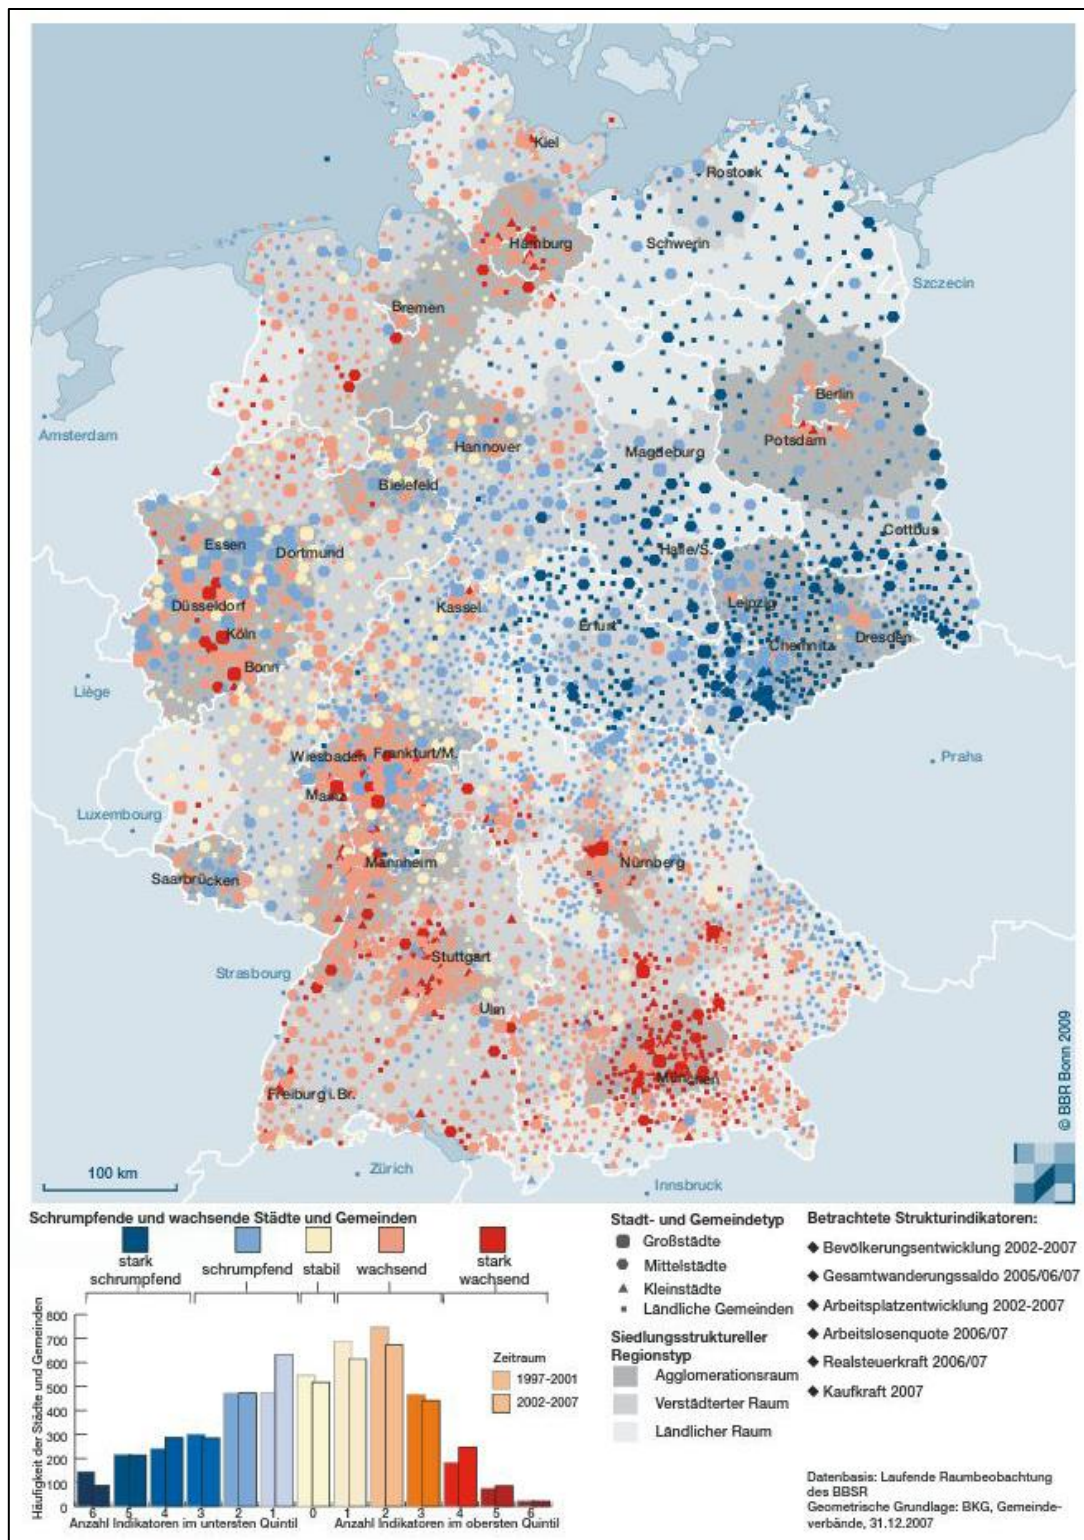 Kiel
Rostock
Hamburg
Schwerin
Szczecin
Bremen
Berlin
Amsterdam
Potsdam
Hannover
Magdeburg
Bielefeld
Cottbus
Essen
Dortmund
Halle/S.
Leipzig
Düsseldorf
Kassel
Erfurt
Köln
Chemnitz
Dresden
Bonn
Liège
Wiesbaden
Frankfurt/M.
Praha
Mainz
Luxembourg
Mannheim
Nürnberg
Saarbrücken
Stuttgart
Strasbourg
Ulm
München
Freiburg i. Br.
© BBR Bonn 2009
100 km
Zürich
Innsbruck
Schrumpfende und wachsende Städte und Gemeinden
stark schrumpfend
schrumpfend
stabil
wachsend
stark wachsend
Häufigkeit der Städte und Gemeinden
800
700
600
500
400
300
200
100
0
Zeitraum
1997-2001
2002-2007
6 5 4 3 2 1 0 1 2 3 4 5 6
Anzahl Indikatoren im untersten Quintil
Anzahl Indikatoren im obersten Quintil
Stadt- und Gemeindetyp
Großstädte
Mittelstädte
Kleinstädte
Ländliche Gemeinden
Siedlungsstruktureller
Regionstyp
Agglomerationsraum
Verstädterter Raum
Ländlicher Raum
Betrachtete Strukturindikatoren:
◆ Bevölkerungsentwicklung 2002-2007
◆ Gesamtwanderungssaldo 2005/06/07
◆ Arbeitsplatzentwicklung 2002-2007
◆ Arbeitslosenquote 2006/07
◆ Realsteuerkraft 2006/07
◆ Kaufkraft 2007
Datenbasis: Laufende Raumbeobachtung
des BBSR
Geometrische Grundlage: BKG, Gemeinde-
verbände, 31.12.2007